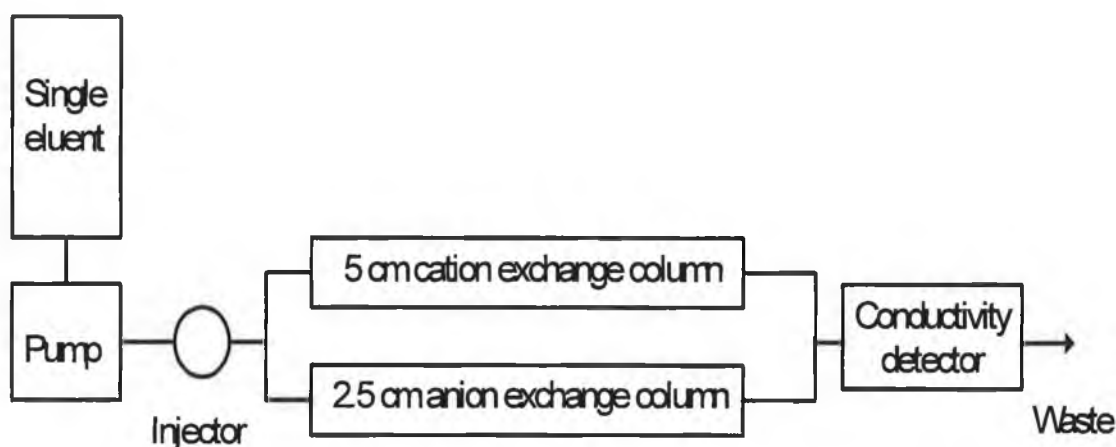 Single
eluent
Pump
Injector
5 cm cation exchange column
2.5 cm anion exchange column
Conductivity
detector
Waste